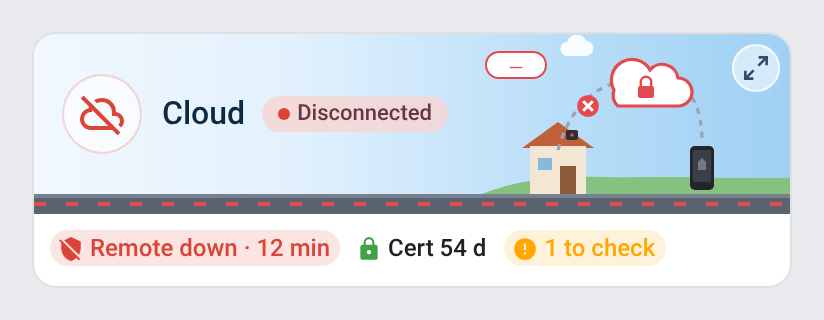 Cloud
Disconnected
—
Remote down · 12 min
Cert 54 d
1 to check